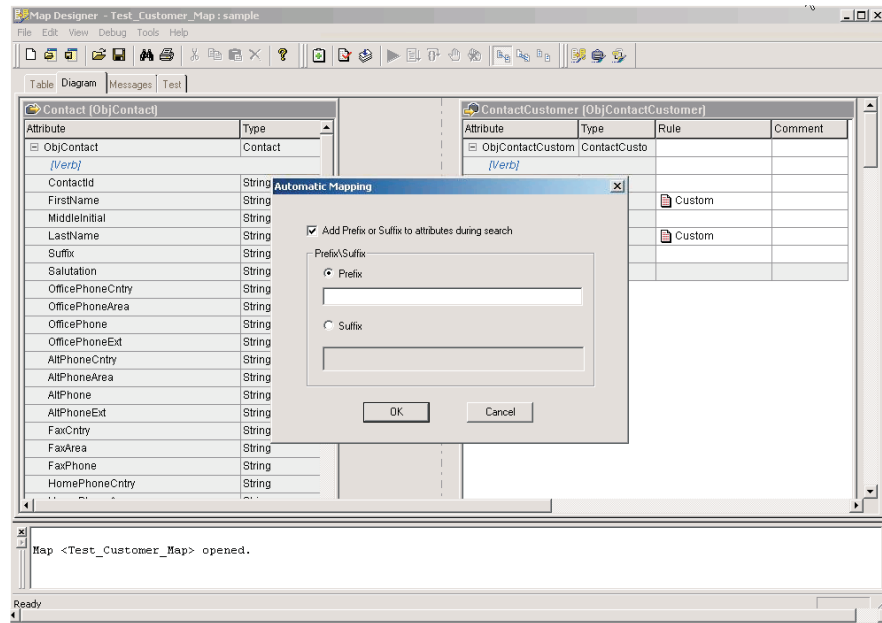 Map Designer - Test_Customer_Map : sample
File Edit View Debug Tools Help
Table Diagram Messages Test
Contact (ObjContact)
Attribute Type
ObjContact Contact
[Verb]
ContactId String
FirstName String
MiddleInitial String
LastName String
Suffix String
Salutation String
OfficePhoneCntry String
OfficePhoneArea String
OfficePhone String
OfficePhoneExt String
AltPhoneCntry String
AltPhoneArea String
AltPhone String
AltPhoneExt String
FaxCntry String
FaxArea String
FaxPhone String
HomePhoneCntry String
ContactCustomer (ObjContactCustomer)
Attribute Type Rule Comment
ObjContactCustom ContactCusto
[Verb]
Custom
Custom
Automatic Mapping
Add Prefix or Suffix to attributes during search
Prefix\Suffix
Prefix
Suffix
OK Cancel
Map <Test_Customer_Map> opened.
Ready